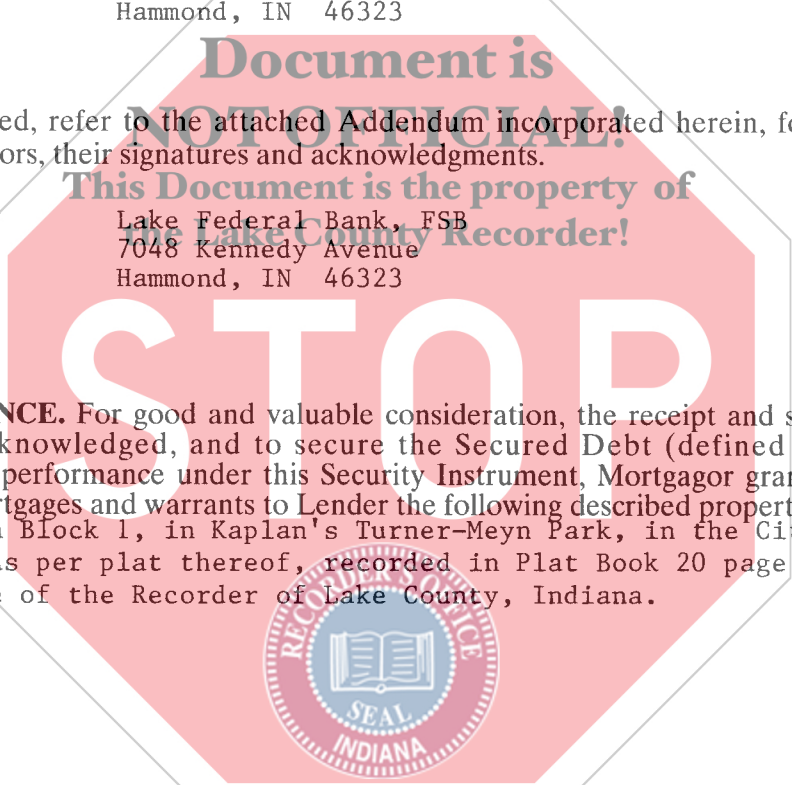 Hammond, IN 46323
Document is
ed, refer to the attached Addendum incorporated herein, fo
NOT OFFICIAL!
ors, their signatures and acknowledgments.
This Document is the property of
Lake Federal Bank, FSB
the Lake County Recorder!
7048 Kennedy Avenue
Hammond, IN 46323
STOP
NCE. For good and valuable consideration, the receipt and s
knowledged, and to secure the Secured Debt (defined
performance under this Security Instrument, Mortgagor gran
rtgages and warrants to Lender the following described propert
n Block 1, in Kaplan's Turner-Meyn Park, in the Cit
as per plat thereof, recorded in Plat Book 20 page
e of the Recorder of Lake County, Indiana.
RECORDER'S OFFICE
SEAL
INDIANA